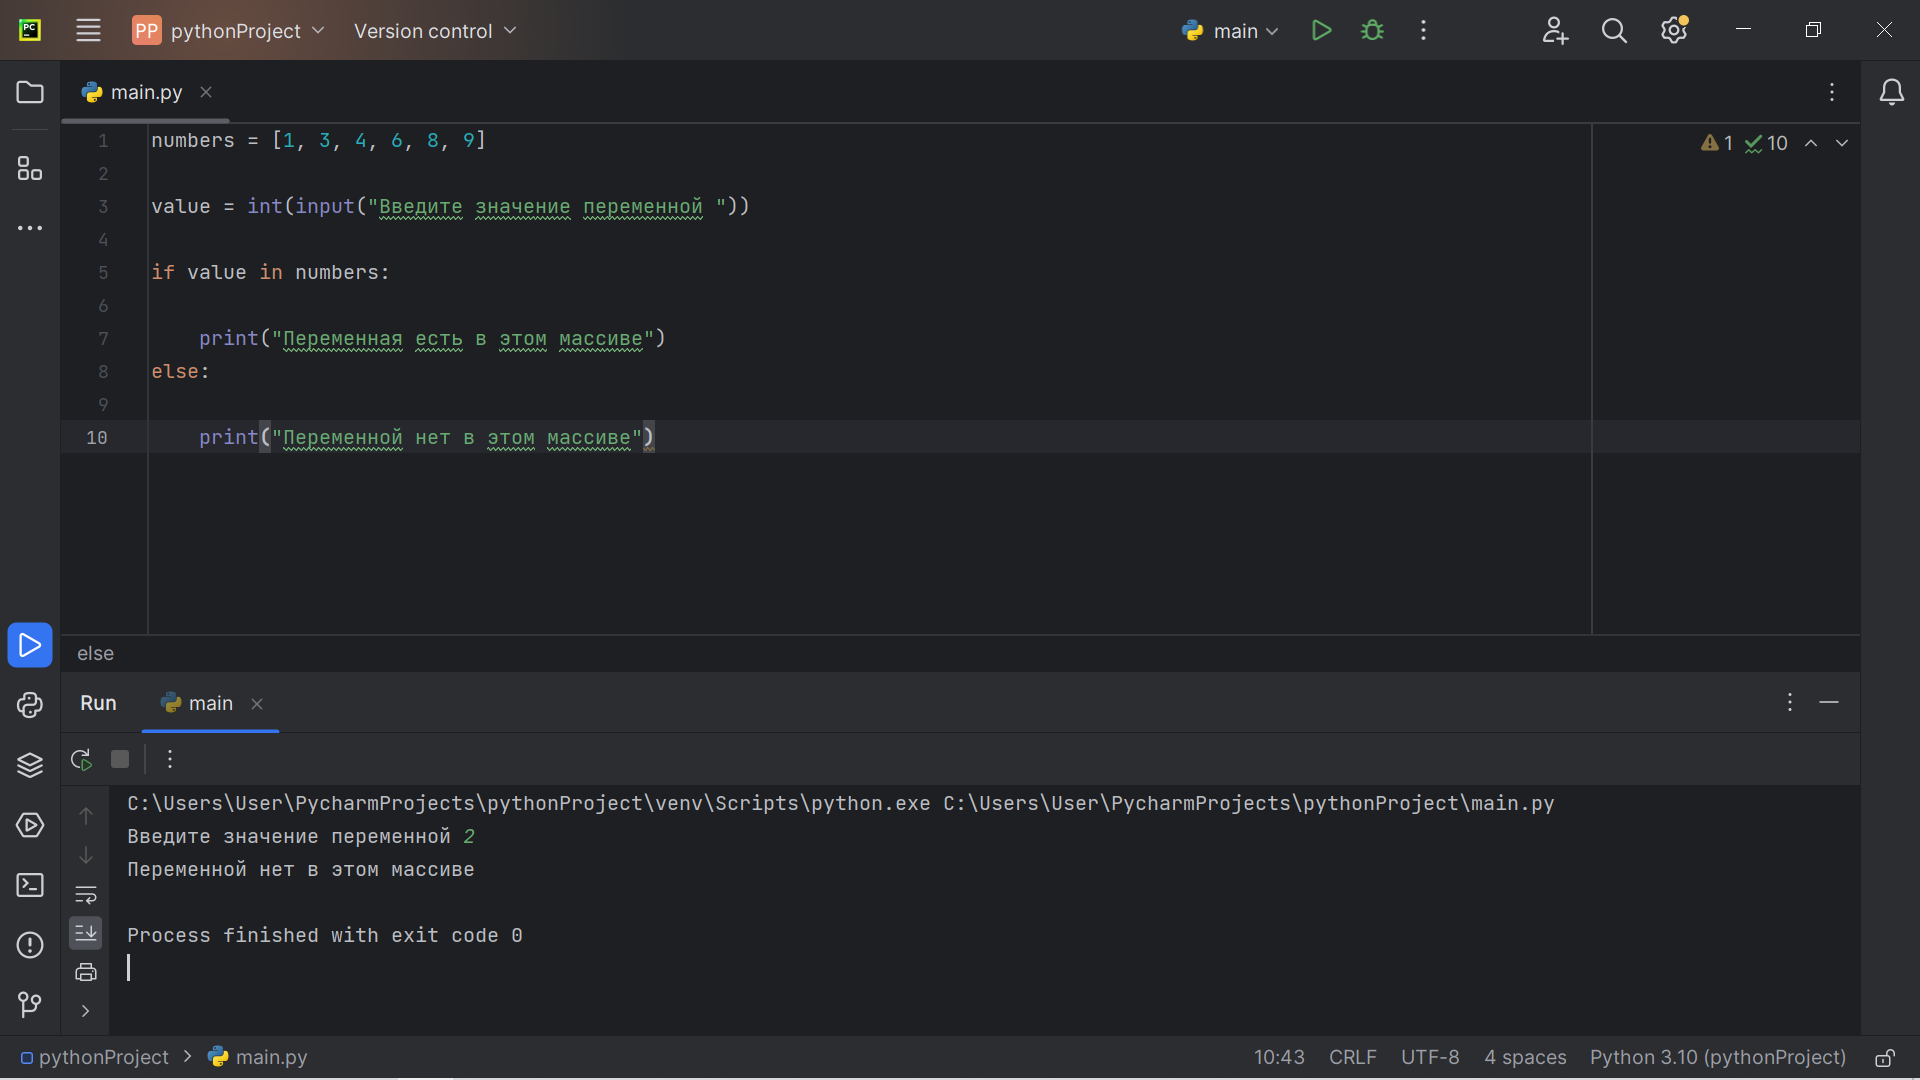 PC
PP pythonProject Version control main
main.py
1 numbers = [1, 3, 4, 6, 8, 9]
1 10
2
3 value = int(input("Введите значение переменной "))
4
5 if value in numbers:
6
7     print("Переменная есть в этом массиве")
8 else:
9
10     print("Переменной нет в этом массиве")
else
Run main
C:\Users\User\PycharmProjects\pythonProject\venv\Scripts\python.exe C:\Users\User\PycharmProjects\pythonProject\main.py
Введите значение переменной 2
Переменной нет в этом массиве
Process finished with exit code 0
pythonProject > main.py 10:43 CRLF UTF-8 4 spaces Python 3.10 (pythonProject)